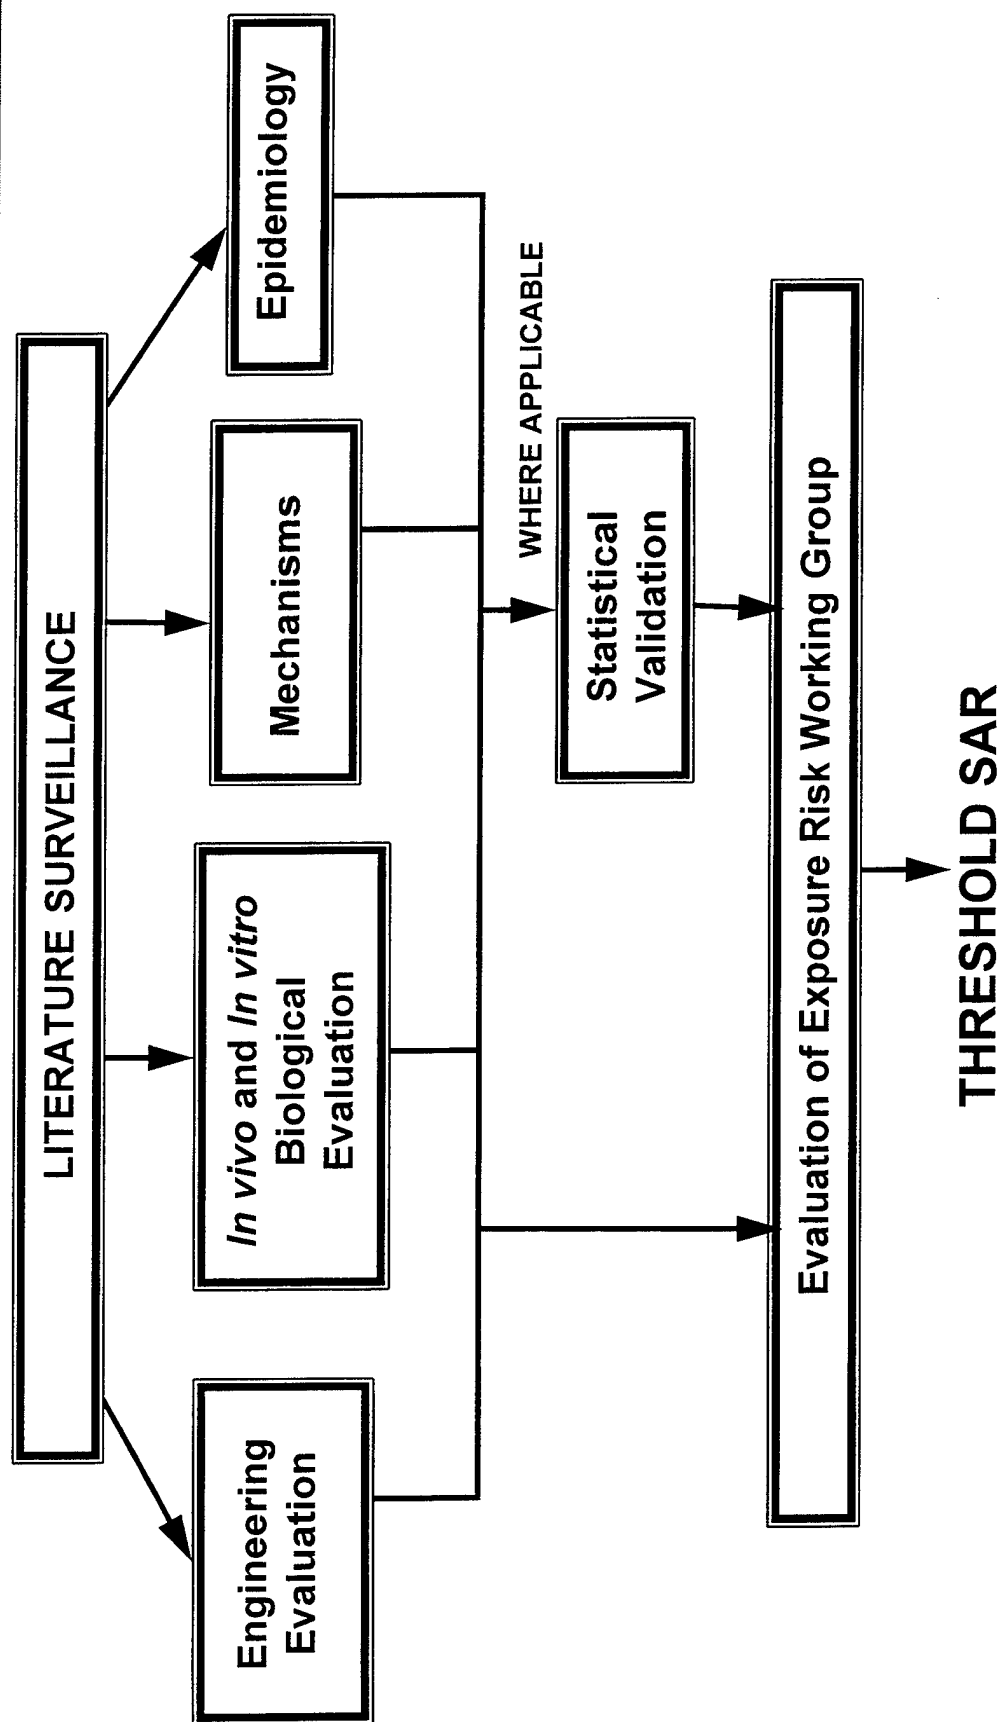 LITERATURE SURVEILLANCE
Engineering
Evaluation
In vivo and In vitro
Biological
Evaluation
Mechanisms
Epidemiology
WHERE APPLICABLE
Statistical
Validation
Evaluation of Exposure Risk Working Group
THRESHOLD SAR